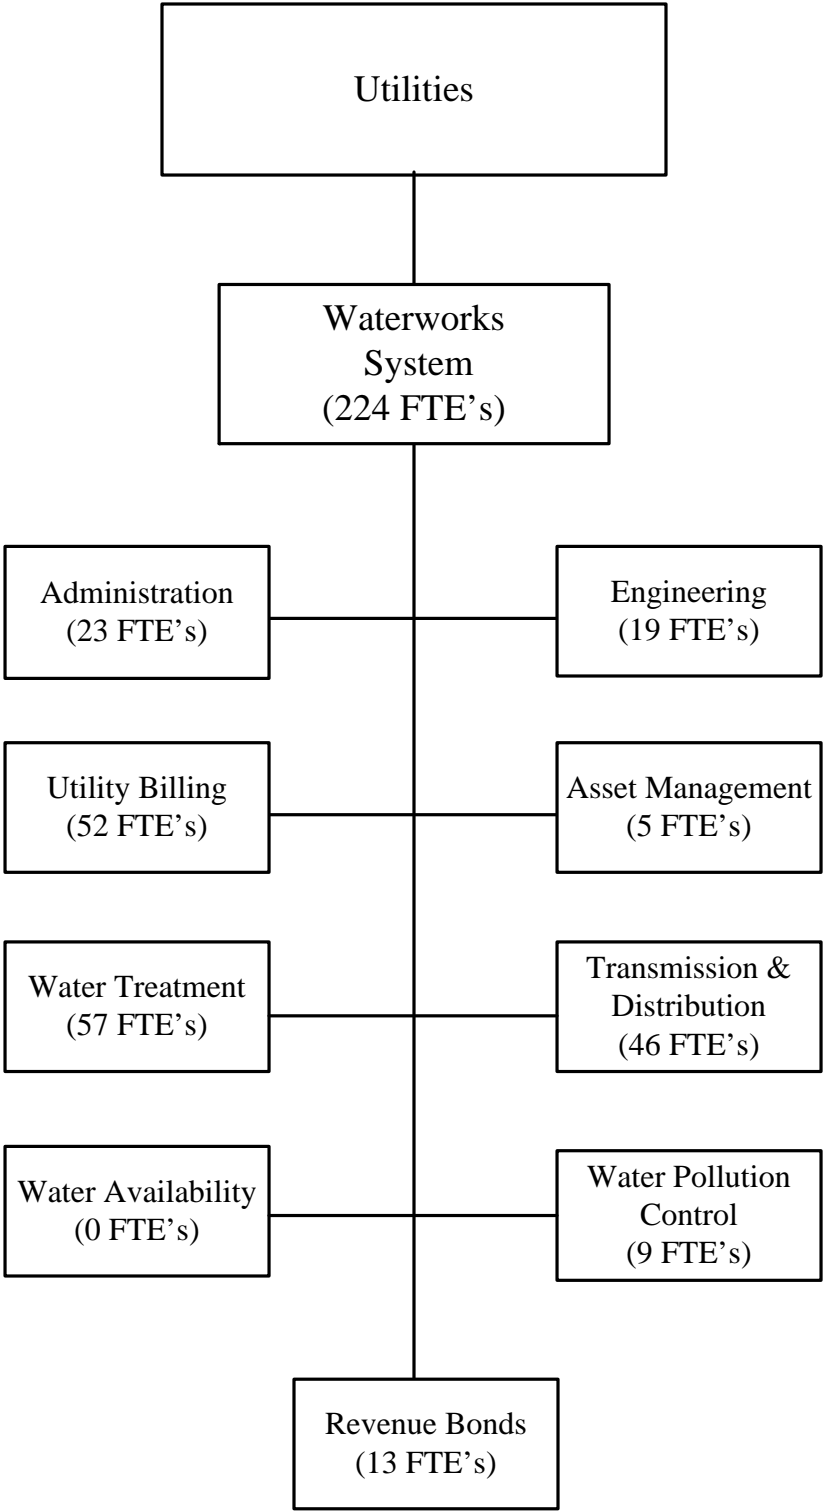 Utilities
Waterworks
System
(224 FTE’s)
Administration
(23 FTE’s)
Engineering
(19 FTE’s)
Utility Billing
(52 FTE’s)
Asset Management
(5 FTE’s)
Water Treatment
(57 FTE’s)
Transmission &
Distribution
(46 FTE’s)
Water Availability
(0 FTE’s)
Water Pollution
Control
(9 FTE’s)
Revenue Bonds
(13 FTE’s)